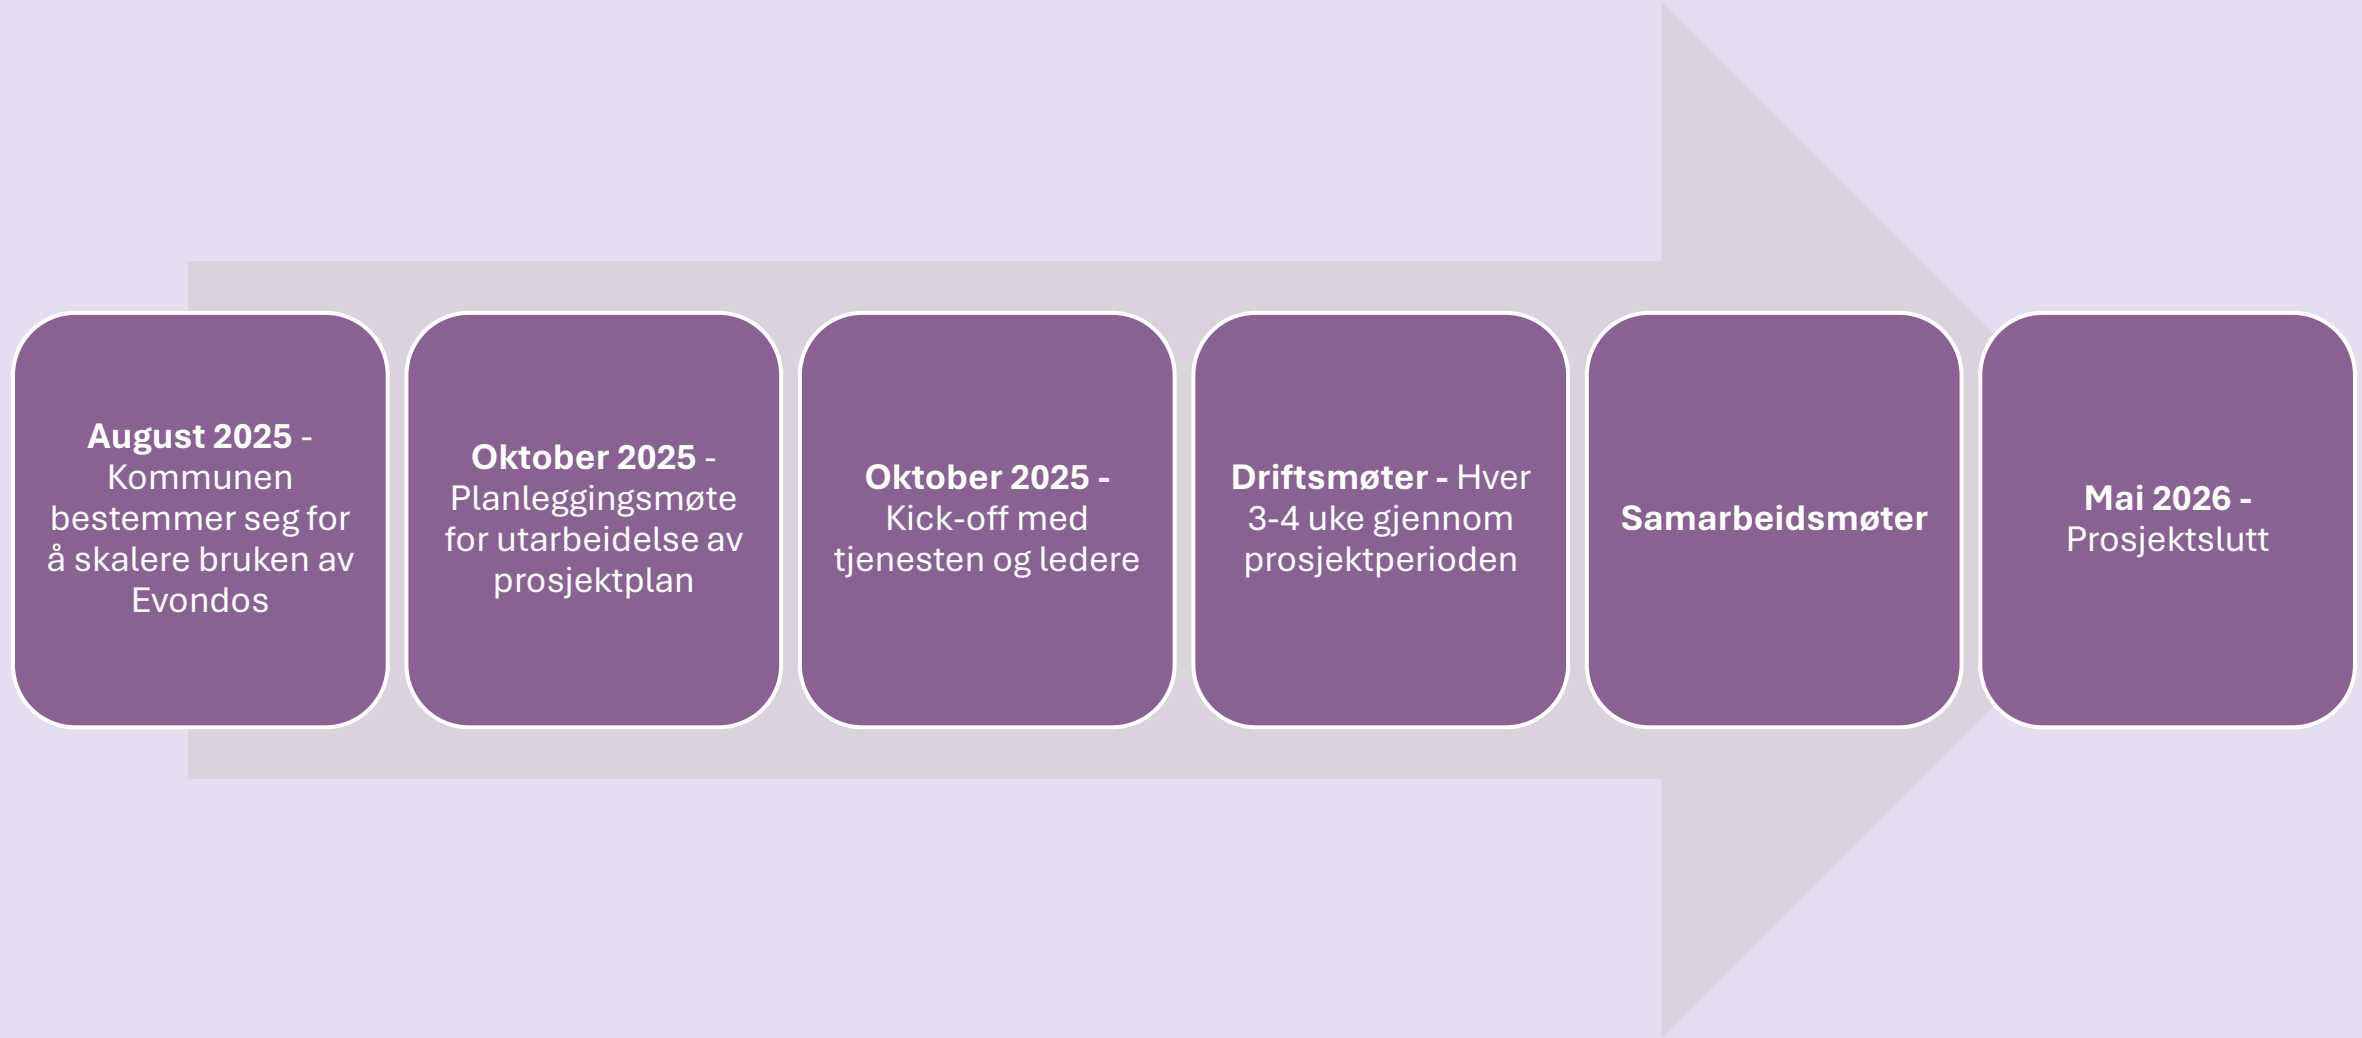 August 2025 -
Kommunen
bestemmer seg for
å skalere bruken av
Evondos
Oktober 2025 -
Planleggingsmøte
for utarbeidelse av
prosjektplan
Oktober 2025 -
Kick-off med
tjenesten og ledere
Driftsmøter - Hver
3-4 uke gjennom
prosjektperioden
Samarbeidsmøter
Mai 2026 -
Prosjektslutt